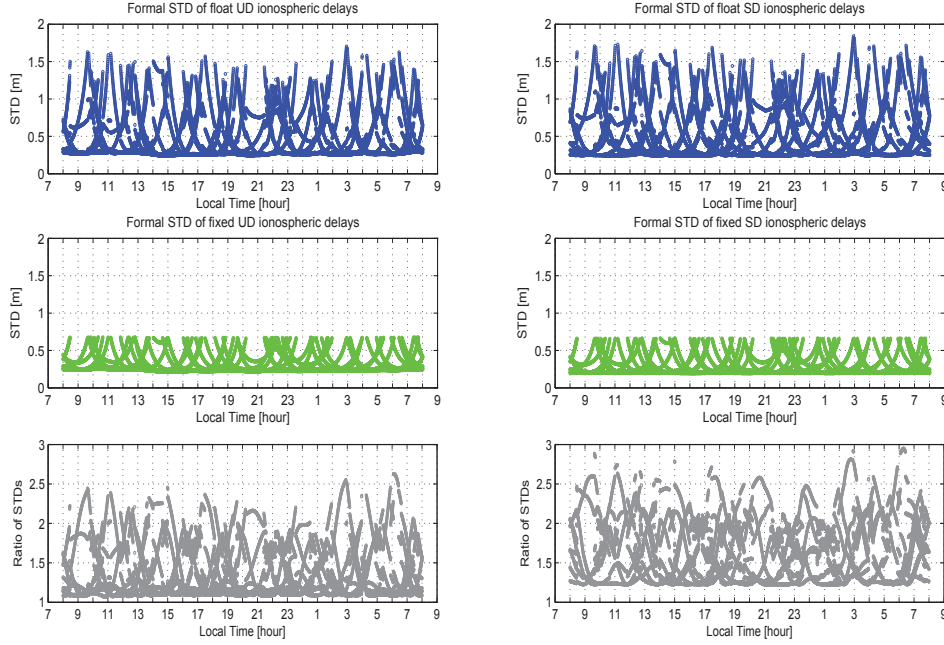 Formal STD of float UD ionospheric delays
2
1.5
1
0.5
0
STD [m]
7 9 11 13 15 17 19 21 23 1 3 5 7 9
Local Time [hour]
Formal STD of float SD ionospheric delays
2
1.5
1
0.5
0
STD [m]
7 9 11 13 15 17 19 21 23 1 3 5 7 9
Local Time [hour]
Formal STD of fixed UD ionospheric delays
2
1.5
1
0.5
0
STD [m]
7 9 11 13 15 17 19 21 23 1 3 5 7 9
Local Time [hour]
Formal STD of fixed SD ionospheric delays
2
1.5
1
0.5
0
STD [m]
7 9 11 13 15 17 19 21 23 1 3 5 7 9
Local Time [hour]
3
2.5
2
1.5
1
Ratio of STDs
7 9 11 13 15 17 19 21 23 1 3 5 7 9
Local Time [hour]
3
2.5
2
1.5
1
Ratio of STDs
7 9 11 13 15 17 19 21 23 1 3 5 7 9
Local Time [hour]